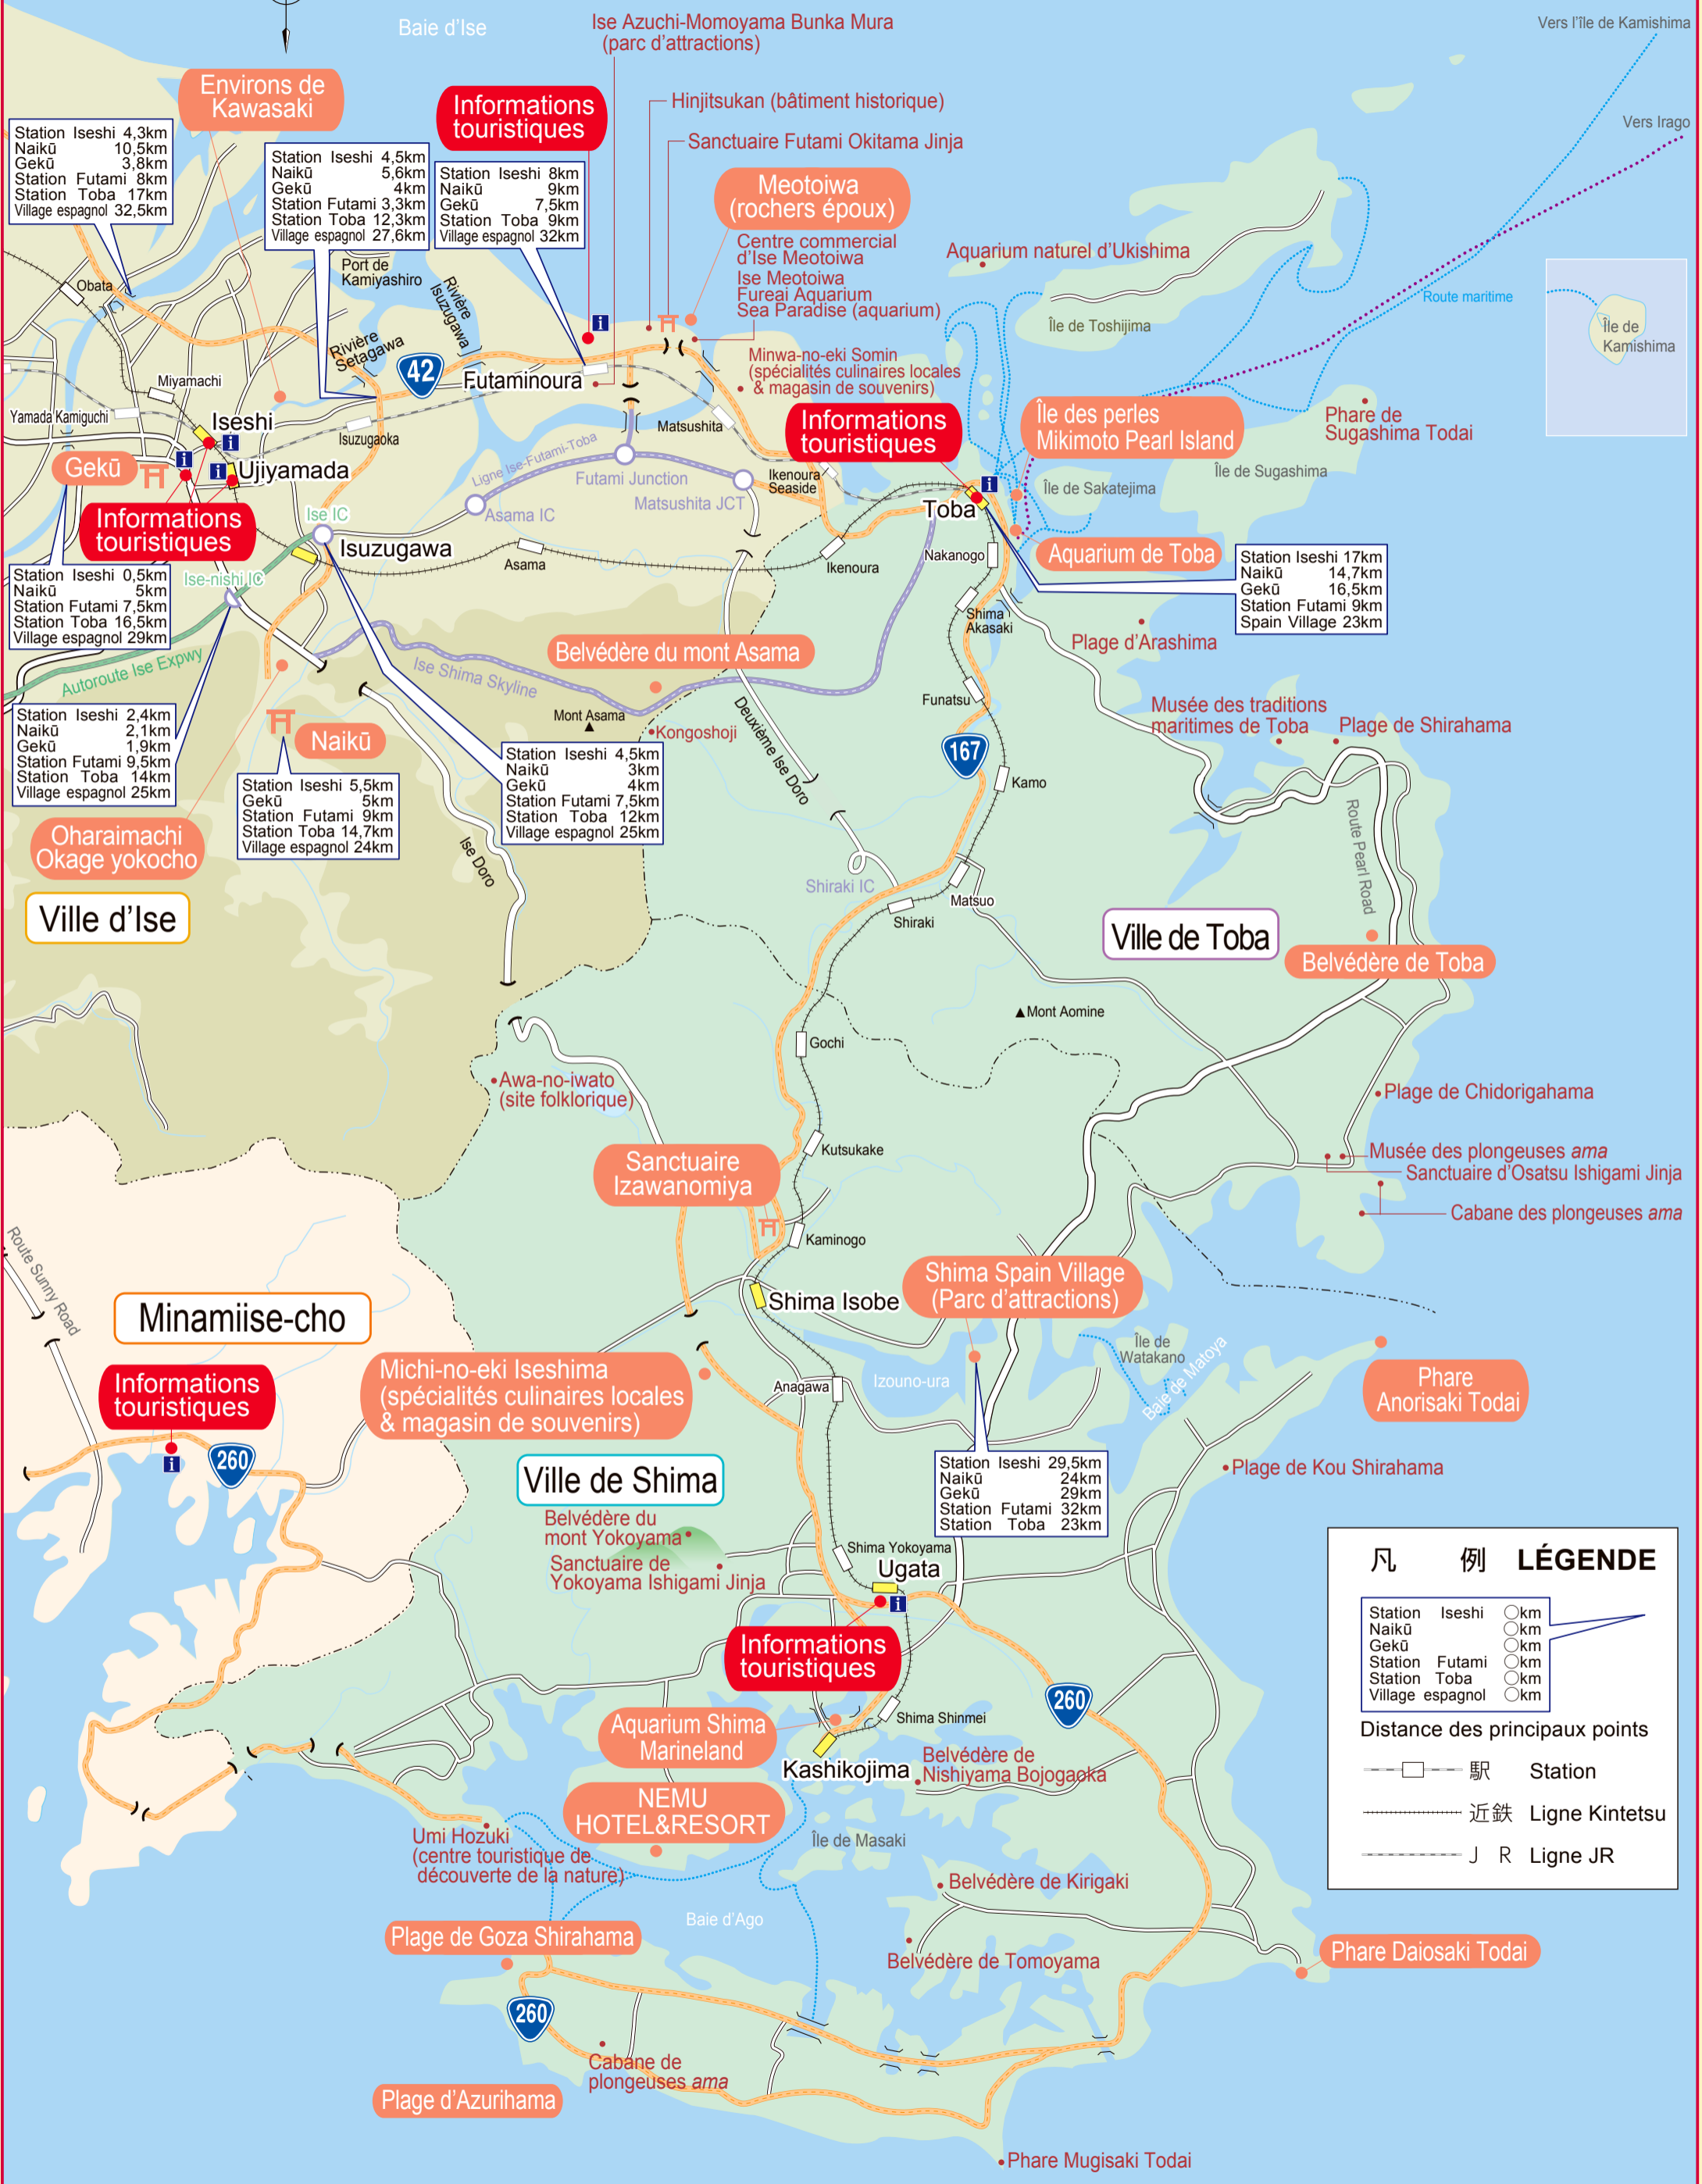 Baie d'Ise
Ise Azuchi-Momoyama Bunka Mura
(parc d'attractions)
Vers l'île de Kamishima
Environs de
Kawasaki
Informations
touristiques
Hinjitsukan (bâtiment historique)
Vers Irago
Sanctuaire Futami Okitama Jinja
Station Iseshi 4,3km
Naikū 10,5km
Gekū 3,8km
Station Futami 8km
Station Toba 17km
Village espagnol 32,5km
Station Iseshi 4,5km
Naikū 5,6km
Gekū 4km
Station Futami 3,3km
Station Toba 12,3km
Village espagnol 27,6km
Station Iseshi 8km
Naikū 9km
Gekū 7,5km
Station Toba 9km
Village espagnol 32km
Meotoiwa
(rochers époux)
Centre commercial
d'Ise Meotoiwa
Ise Meotoiwa
Fureai Aquarium
Sea Paradise (aquarium)
Aquarium naturel d'Ukishima
Port de
Kamiyashiro
Rivière
Isuzugawa
Obata
Route maritime
Île de Toshijima
Île de
Kamishima
Rivière
Setagawa
42
Futaminoura
Minwa-no-eki Somin
(spécialités culinaires locales
& magasin de souvenirs)
Miyamachi
Yamada Kamiguchi
Iseshi
Isuzugaoka
Matsushita
Informations
touristiques
Île des perles
Mikimoto Pearl Island
Phare de
Sugashima Todai
Gekū
Ujiyamada
Ligne Ise-Futami-Toba
Futami Junction
Ikenoura
Seaside
Île de Sugashima
Île de Sakatejima
Matsushita JCT
Informations
touristiques
Ise IC
Asama IC
Toba
Isuzugawa
Asama
Ikenoura
Nakanogo
Aquarium de Toba
Station Iseshi 0,5km
Naikū 5km
Station Futami 7,5km
Station Toba 16,5km
Village espagnol 29km
Ise-nishi IC
Station Iseshi 17km
Naikū 14,7km
Gekū 16,5km
Station Futami 9km
Spain Village 23km
Shima
Akasaki
Plage d'Arashima
Autoroute Ise Expwy
Ise Shima Skyline
Belvédère du mont Asama
Funatsu
Musée des traditions
maritimes de Toba
Plage de Shirahama
Station Iseshi 2,4km
Naikū 2,1km
Gekū 1,9km
Station Futami 9,5km
Station Toba 14km
Village espagnol 25km
Naikū
Mont Asama
Kongoshoji
Deuxième Ise Doro
167
Station Iseshi 5,5km
Gekū 5km
Station Futami 9km
Station Toba 14,7km
Village espagnol 24km
Station Iseshi 4,5km
Naikū 3km
Gekū 4km
Station Futami 7,5km
Station Toba 12km
Village espagnol 25km
Kamo
Route Pearl Road
Oharaimachi
Okage yokocho
Ise Doro
Shiraki IC
Matsuo
Shiraki
Ville d'Ise
Ville de Toba
Belvédère de Toba
Mont Aomine
Gochi
Awa-no-iwato
(site folklorique)
Plage de Chidorigahama
Kutsukake
Musée des plongeuses ama
Sanctuaire d'Osatsu Ishigami Jinja
Sanctuaire
Izawanomiya
Cabane des plongeuses ama
Kaminogo
Route Sunny Road
Shima Spain Village
(Parc d'attractions)
Minamiise-cho
Shima Isobe
Île de
Watakano
Baie de Matoya
Informations
touristiques
Michi-no-eki Iseshima
(spécialités culinaires locales
& magasin de souvenirs)
Anagawa
Izouno-ura
Phare
Anorisaki Todai
260
Ville de Shima
Station Iseshi 29,5km
Naikū 24km
Gekū 29km
Station Futami 32km
Station Toba 23km
Plage de Kou Shirahama
Belvédère du
mont Yokoyama
Sanctuaire de
Yokoyama Ishigami Jinja
Shima Yokoyama
Ugata
凡 例 LÉGENDE
Station Iseshi ○km
Naikū ○km
Gekū ○km
Station Futami ○km
Station Toba ○km
Village espagnol ○km
Distance des principaux points
駅 Station
近鉄 Ligne Kintetsu
J R Ligne JR
Informations
touristiques
260
Aquarium Shima
Marineland
Shima Shinmei
Kashikojima
Belvédère de
Nishiyama Bojogaoka
NEMU
HOTEL&RESORT
Umi Hozuki
(centre touristique de
découverte de la nature)
Île de Masaki
Belvédère de Kirigaki
Baie d'Ago
Plage de Goza Shirahama
Belvédère de Tomoyama
Phare Daiosaki Todai
260
Cabane de
plongeuses ama
Plage d'Azurihama
Phare Mugisaki Todai